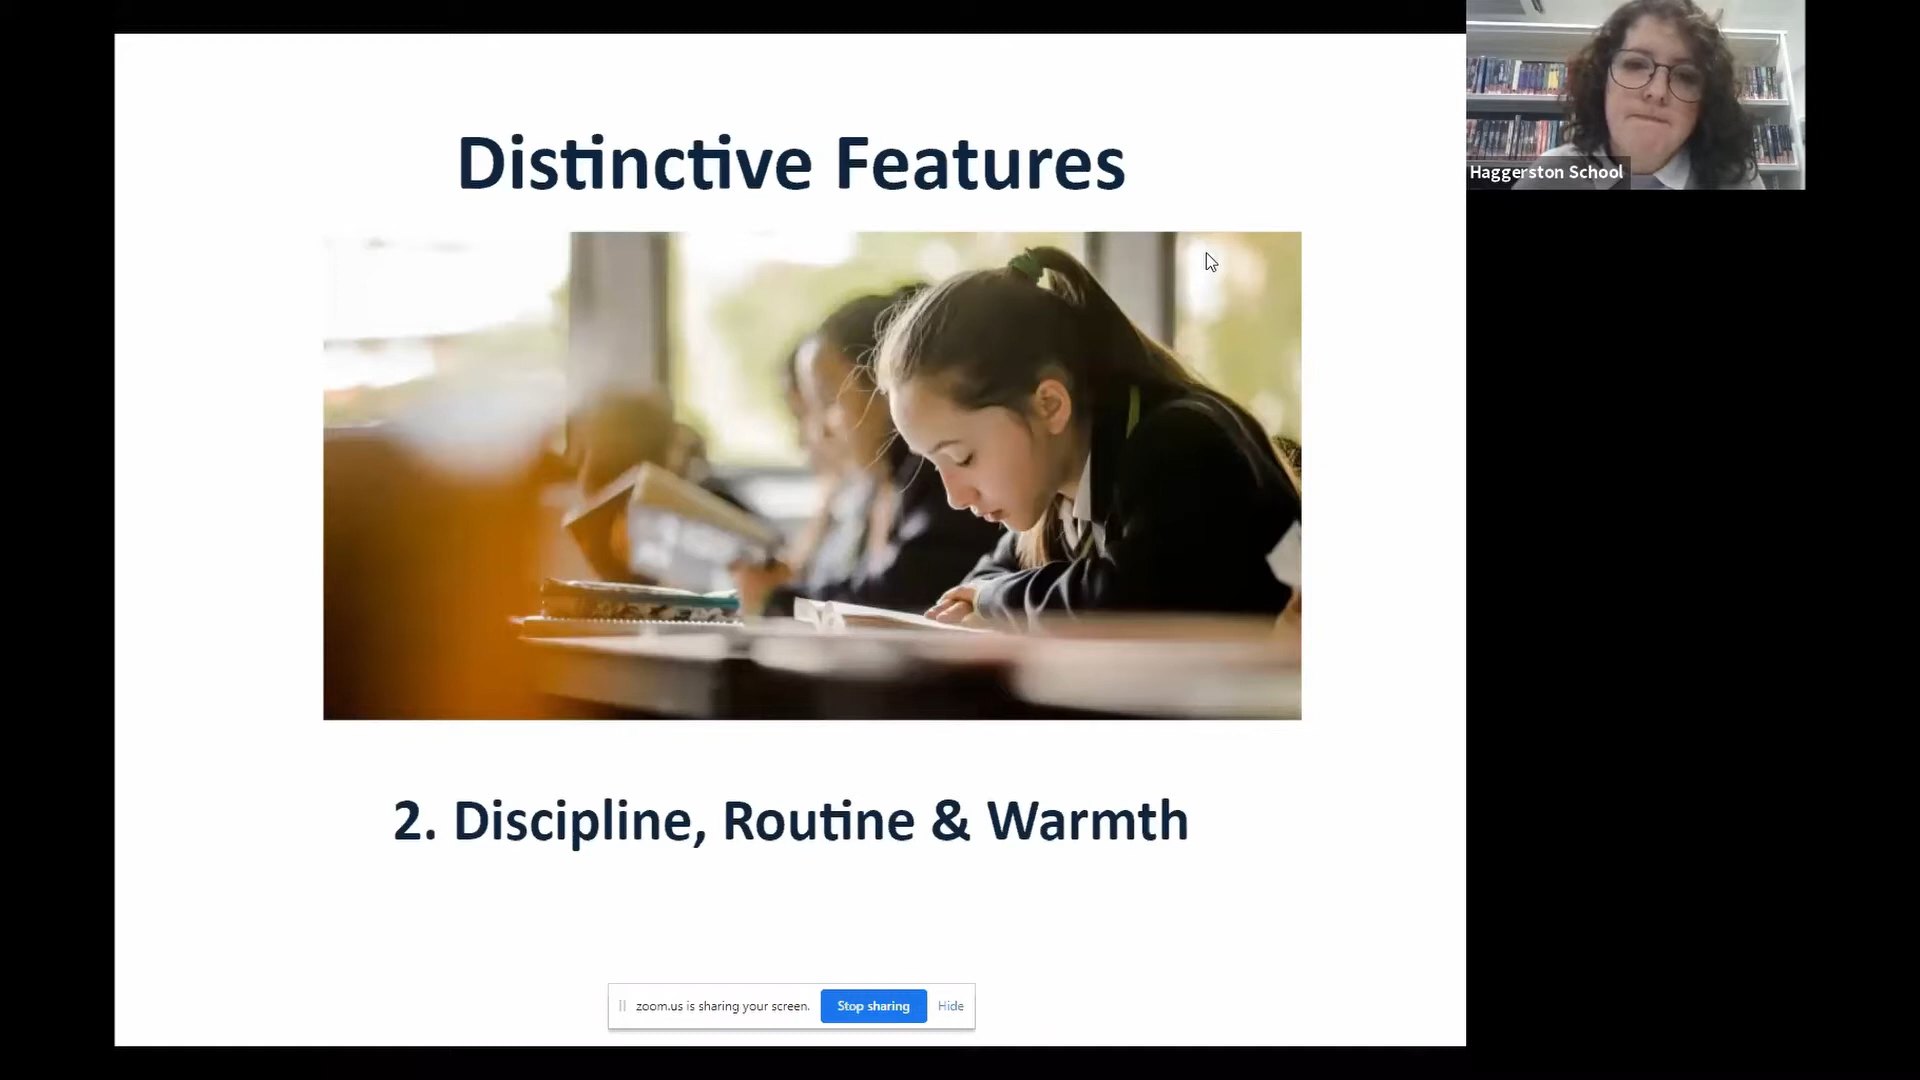 Distinctive Features
Haggerston School
2. Discipline, Routine & Warmth
zoom.us is sharing your screen.
Stop sharing
Hide